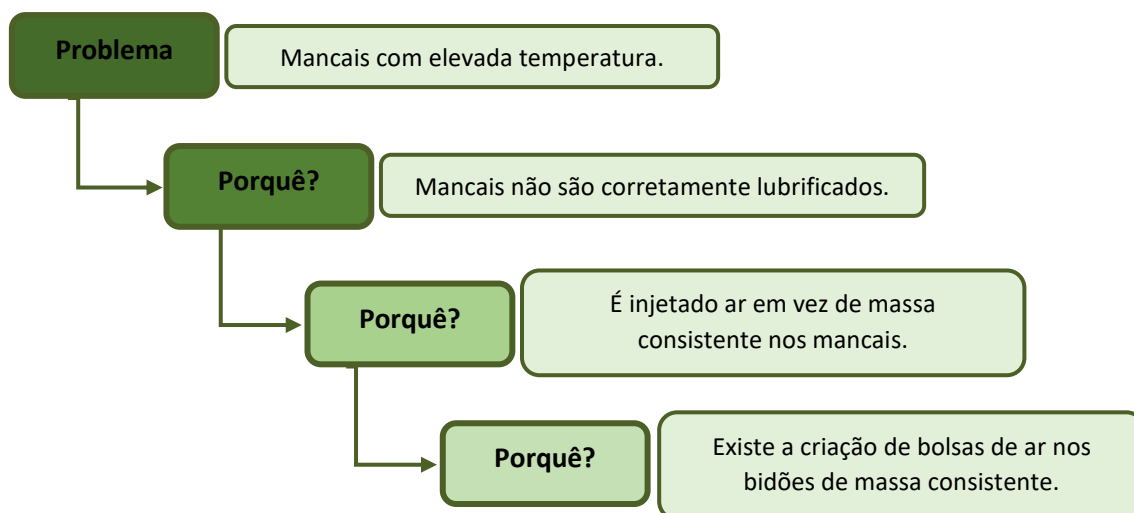 Problema
Mancais com elevada temperatura.
Porquê?
Mancais não são corretamente lubrificados.
Porquê?
É injetado ar em vez de massa
consistente nos mancais.
Porquê?
Existe a criação de bolsas de ar nos
bidões de massa consistente.